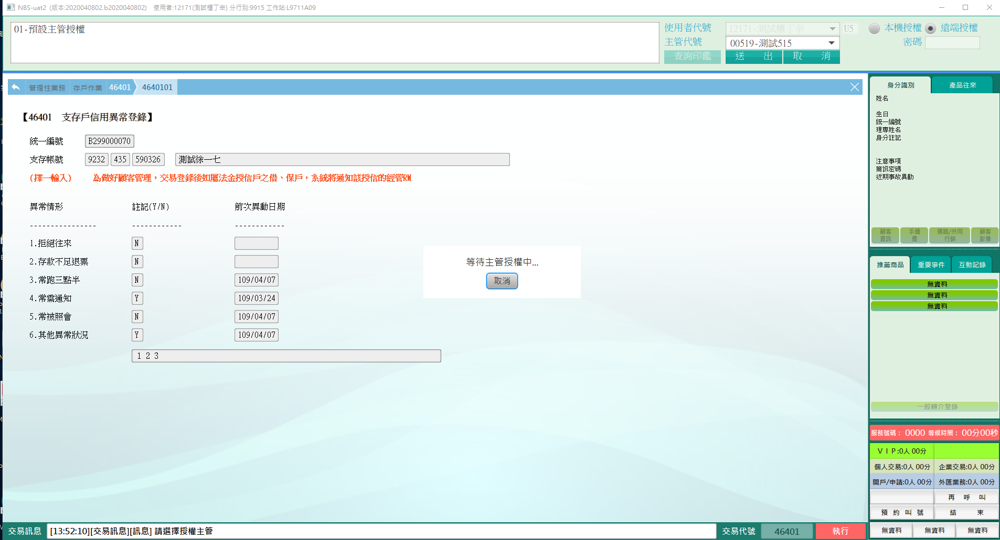 NBS-uat2 (版本:2020040802.b2020040802) 使用者:12171(測試櫃丁辛) 分行別:9915 工作站:L9711A09
01-預設主管授權
使用者代號 12171-測試櫃丁辛 U5 本機授權 遠端授權
主管代號 00519-測試515 密碼
查詢印鑑 送 出 取 消
管理性業務 存戶作業 46401 4640101
【46401 支存戶信用異常登錄】
統一編號 B299000070
支存帳號 9232 435 590326 測試徐一七
(擇一輸入) 為做好顧客管理，交易登錄後如屬法金授信戶之借、保戶，系統將通知該授信的經管RM
異常情形 註記(Y/N) 前次異動日期
---------------- ------------ ------------
1.拒絕往來 N
2.存款不足退票 N
3.常跑三點半 N 109/04/07
4.常需通知 Y 109/03/24
5.常被照會 N 109/04/07
6.其他異常狀況 Y 109/04/07
1 2 3
等待主管授權中...
取消
身分識別 產品往來
姓名
生日
統一編號
理專姓名
身分註記
注意事項
簡訊密碼
近期事故異動
顧客資訊 手續費 通路/共同行銷 顧客影像
推薦商品 重要事件 互動記錄
無資料
無資料
無資料
一般轉介登錄
服務號碼： 0000 等候時間： 00分00秒
ＶＩＰ:0人 00分
個人交易:0人 00分 企業交易:0人 00分
開戶/申請:0人 00分 外匯業務:0人 00分
再 呼 叫
預 約 叫 號 結 束
無資料 無資料 無資料
交易訊息 [13:52:10][交易訊息][訊息] 請選擇授權主管 交易代號 46401 執行